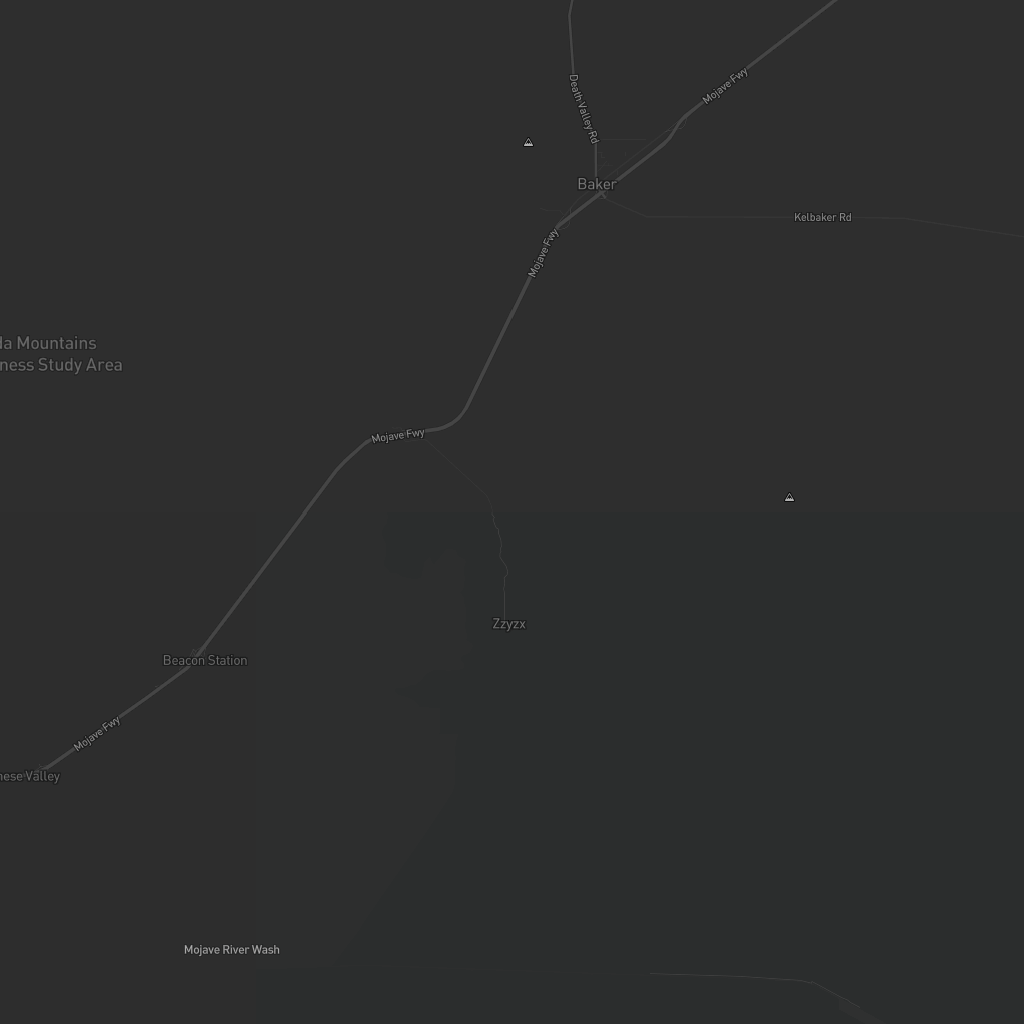 Mojave Fwy
Death Valley Rd
Baker
Kelbaker Rd
Mojave Fwy
da Mountains
ness Study Area
Mojave Fwy
Zzyzx
Beacon Station
Mojave Fwy
nese Valley
Mojave River Wash